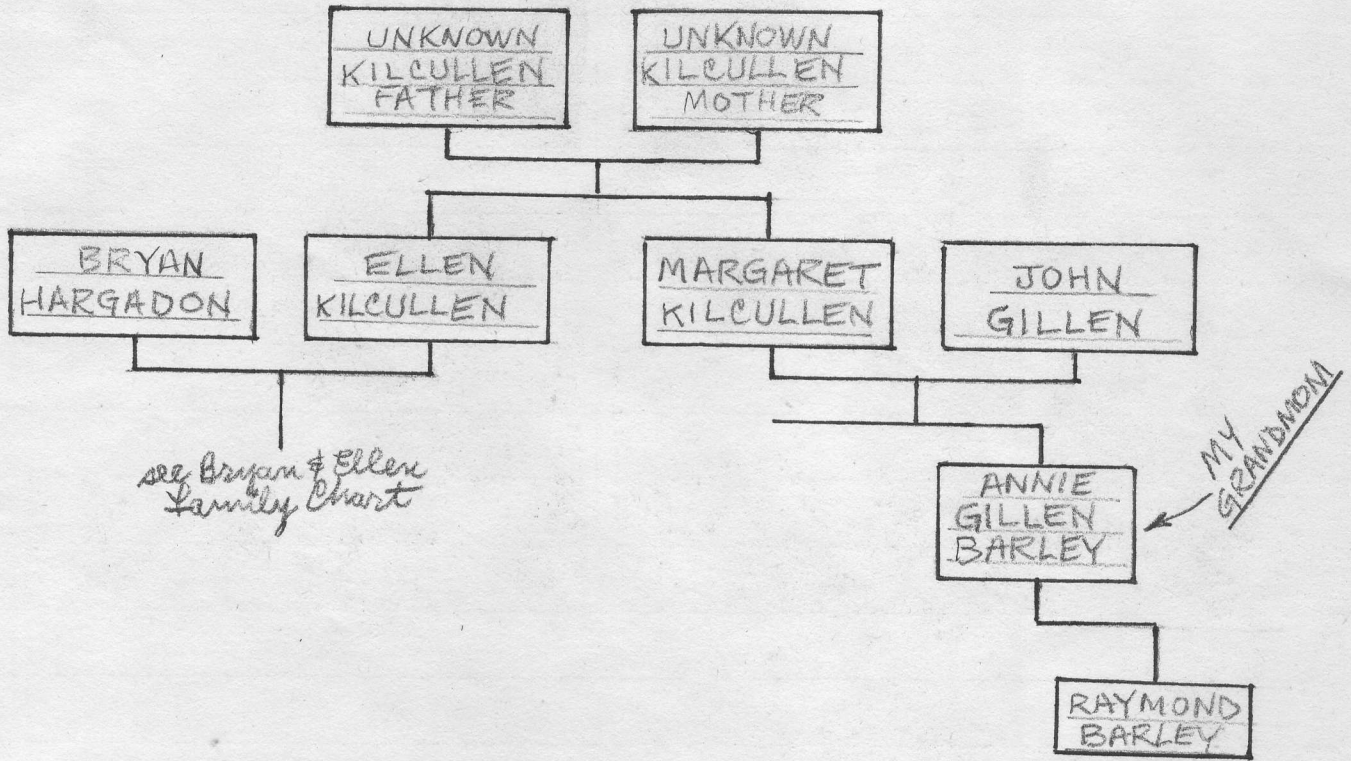 UNKNOWN
KILCULLEN
FATHER
UNKNOWN
KILCULLEN
MOTHER
BRYAN
HARGADON
ELLEN
KILCULLEN
MARGARET
KILCULLEN
JOHN
GILLEN
see Bryan & Ellen
Family Chart
ANNIE
GILLEN
BARLEY
MY
GRANDMOM
RAYMOND
BARLEY